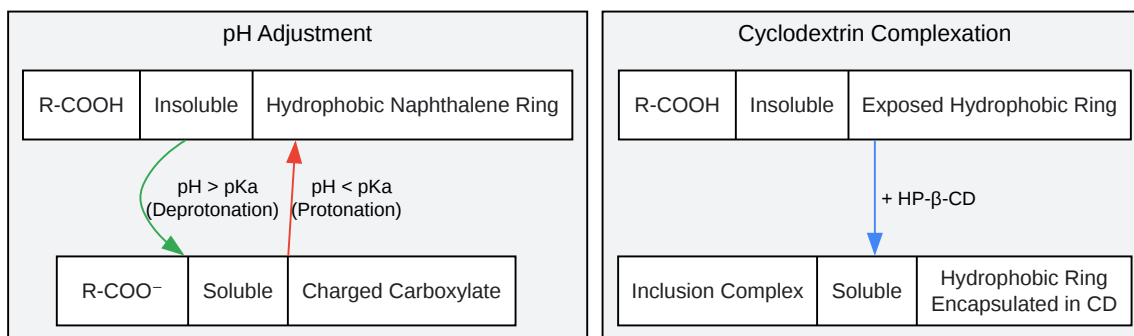 pH Adjustment
R-COOH
Insoluble
Hydrophobic Naphthalene Ring
pH > pKa
(Deprotonation)
pH < pKa
(Protonation)
R-COO⁻
Soluble
Charged Carboxylate
Cyclodextrin Complexation
R-COOH
Insoluble
Exposed Hydrophobic Ring
+ HP-β-CD
Inclusion Complex
Soluble
Hydrophobic Ring
Encapsulated in CD